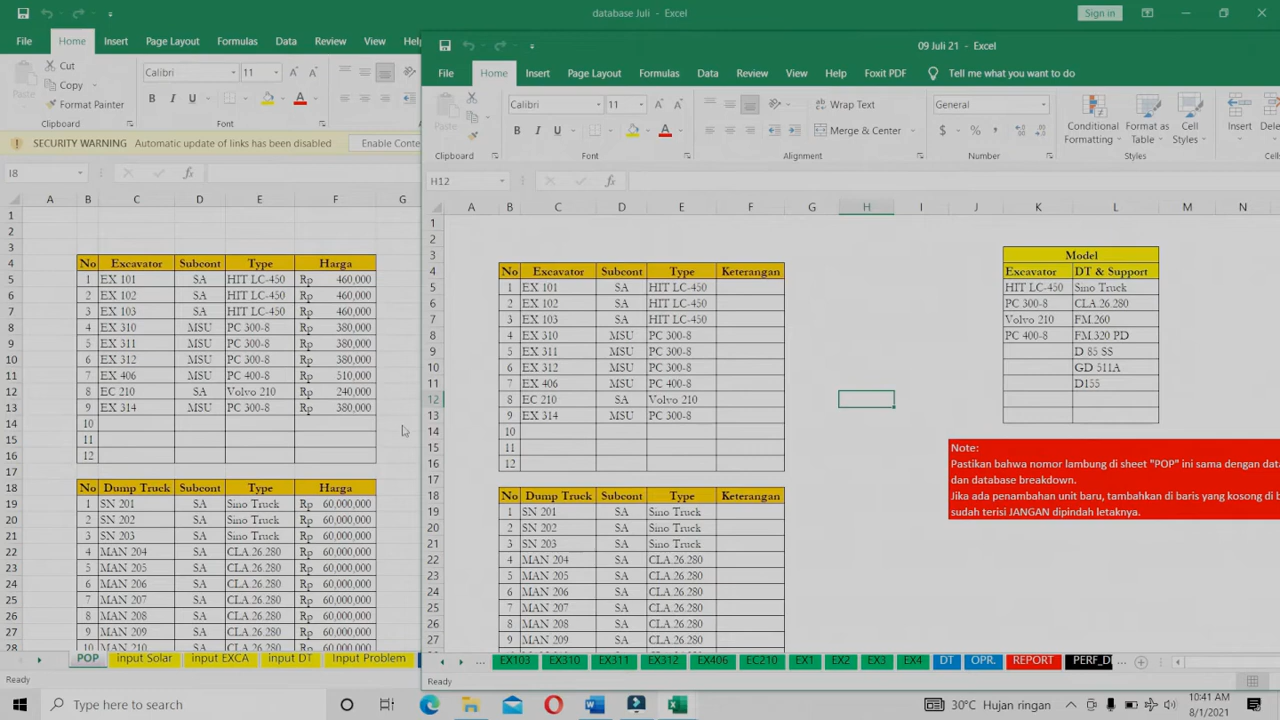 database Juli - Excel
Sign in
File Home Insert Page Layout Formulas Data Review View Help
Cut
Copy
Format Painter
Paste
Clipboard
Calibri 11
B I U
Font
SECURITY WARNING Automatic update of links has been disabled Enable Conte
I8
A B C D E F G
No Excavator Subcont Type Harga
1 EX 101 SA HIT LC-450 Rp 460,000
2 EX 102 SA HIT LC-450 Rp 460,000
3 EX 103 SA HIT LC-450 Rp 460,000
4 EX 310 MSU PC 300-8 Rp 380,000
5 EX 311 MSU PC 300-8 Rp 380,000
6 EX 312 MSU PC 300-8 Rp 380,000
7 EX 406 MSU PC 400-8 Rp 510,000
8 EC 210 SA Volvo 210 Rp 240,000
9 EX 314 MSU PC 300-8 Rp 380,000
10
11
12
No Dump Truck Subcont Type Harga
1 SN 201 SA Sino Truck Rp 60,000,000
2 SN 202 SA Sino Truck Rp 60,000,000
3 SN 203 SA Sino Truck Rp 60,000,000
4 MAN 204 SA CLA.26.280 Rp 60,000,000
5 MAN 205 SA CLA.26.280 Rp 60,000,000
6 MAN 206 SA CLA.26.280 Rp 60,000,000
7 MAN 207 SA CLA.26.280 Rp 60,000,000
8 MAN 208 SA CLA.26.280 Rp 60,000,000
9 MAN 209 SA CLA.26.280 Rp 60,000,000
10 MAN 210 SA CLA.26.280 Rp 60,000,000
POP input Solar input EXCA input DT Input Problem
Ready
09 Juli 21 - Excel
File Home Insert Page Layout Formulas Data Review View Help Foxit PDF Tell me what you want to do
Paste
Clipboard
Calibri 11
B I U
Font
Wrap Text
Merge & Center
Alignment
General
$ % ,
Number
Conditional Formatting
Format as Table
Cell Styles
Styles
Insert
Delete
H12
A B C D E F G H I J K L M N
No Excavator Subcont Type Keterangan
1 EX 101 SA HIT LC-450
2 EX 102 SA HIT LC-450
3 EX 103 SA HIT LC-450
4 EX 310 MSU PC 300-8
5 EX 311 MSU PC 300-8
6 EX 312 MSU PC 300-8
7 EX 406 MSU PC 400-8
8 EC 210 SA Volvo 210
9 EX 314 MSU PC 300-8
10
11
12
No Dump Truck Subcont Type Keterangan
1 SN 201 SA Sino Truck
2 SN 202 SA Sino Truck
3 SN 203 SA Sino Truck
4 MAN 204 SA CLA.26.280
5 MAN 205 SA CLA.26.280
6 MAN 206 SA CLA.26.280
7 MAN 207 SA CLA.26.280
8 MAN 208 SA CLA.26.280
9 MAN 209 SA CLA.26.280
Model
Excavator DT & Support
HIT LC-450 Sino Truck
PC 300-8 CLA.26.280
Volvo 210 FM.260
PC 400-8 FM.320 PD
D 85 SS
GD 511A
D155
Note:
Pastikan bahwa nomor lambung di sheet "POP" ini sama dengan dat
dan database breakdown.
Jika ada penambahan unit baru, tambahkan di baris yang kosong di b
sudah terisi JANGAN dipindah letaknya.
... EX103 EX310 EX311 EX312 EX406 EC210 EX1 EX2 EX3 EX4 DT OPR. REPORT PERF_D ...
Ready
Type here to search
30°C Hujan ringan
10:41 AM
8/1/2021